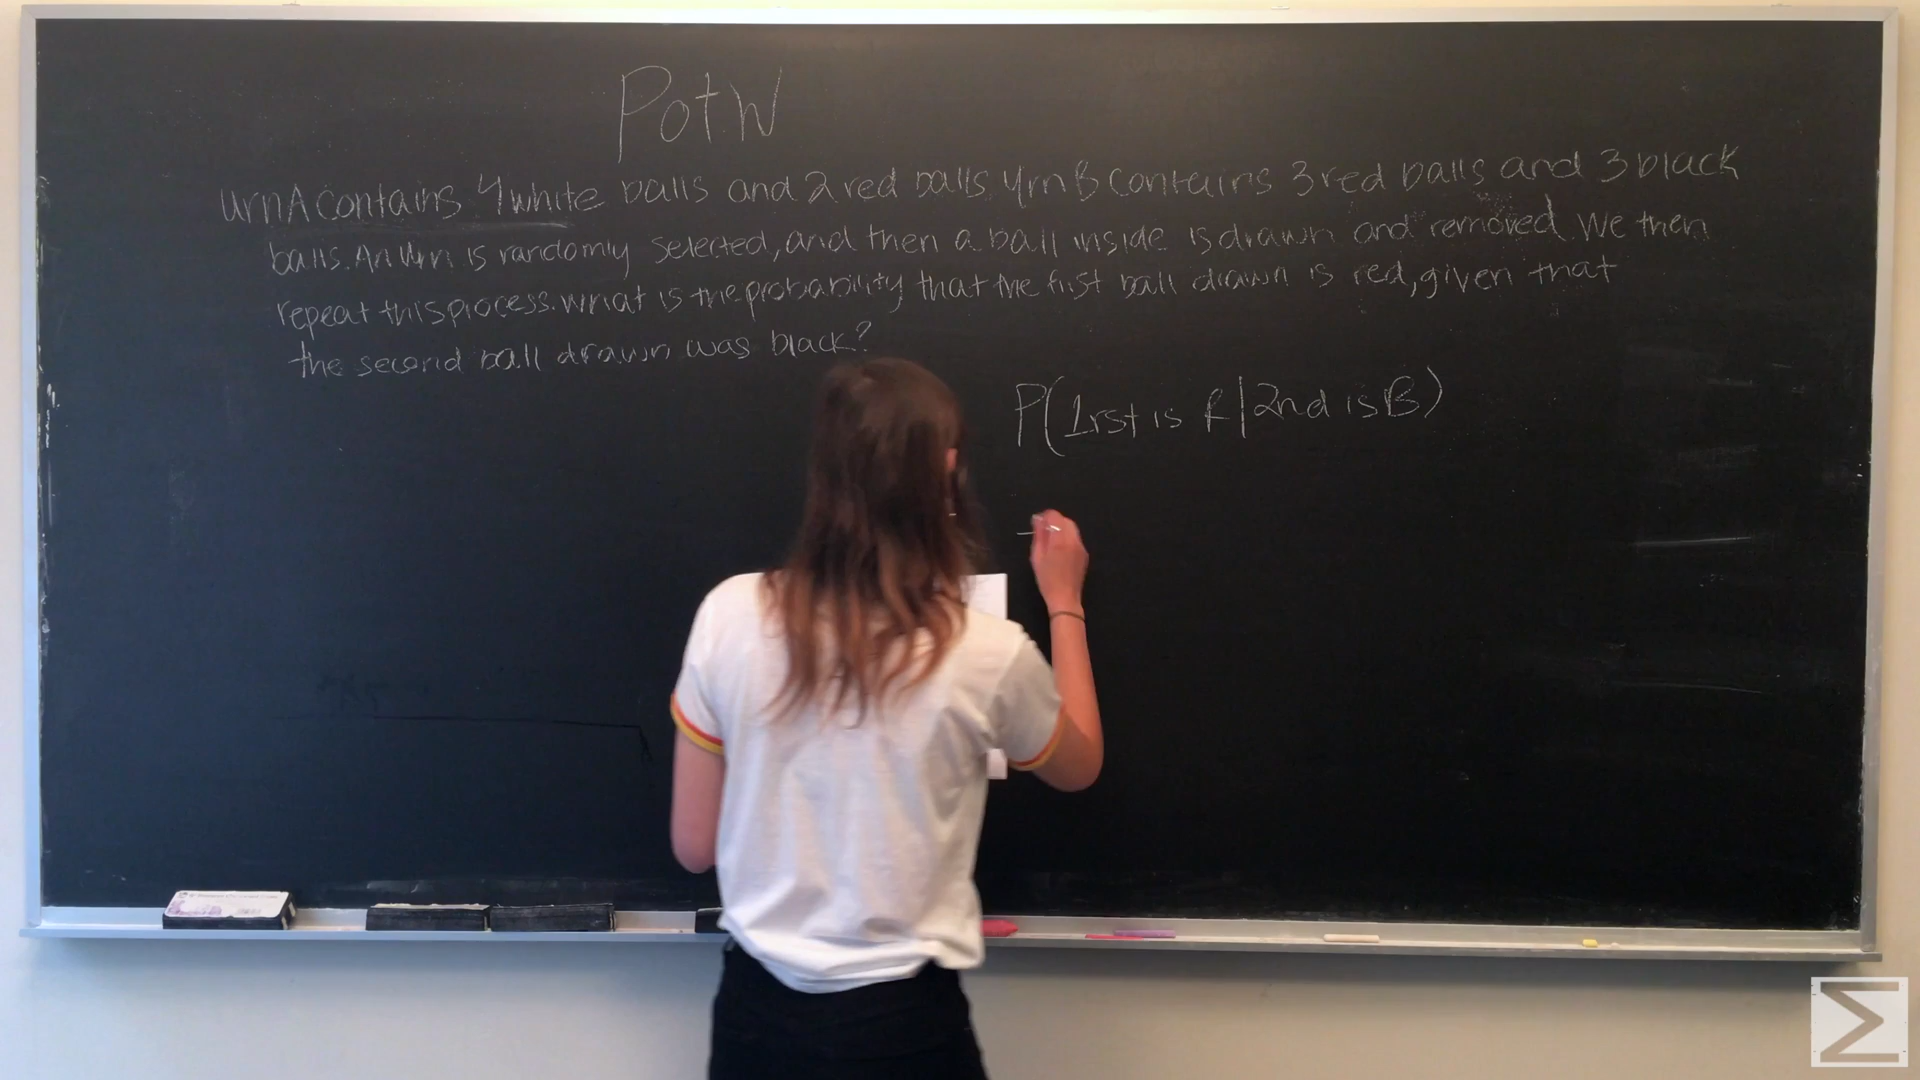 PotW
Urn A contains 4 white balls and 2 red balls. Urn B contains 3 red balls and 3 black
balls. An Urn is randomly selected, and then a ball inside is drawn and removed. We then
repeat this process. What is the probability that the first ball drawn is red, given that
the second ball drawn was black?
P(1rst is R | 2nd is B)
Σ